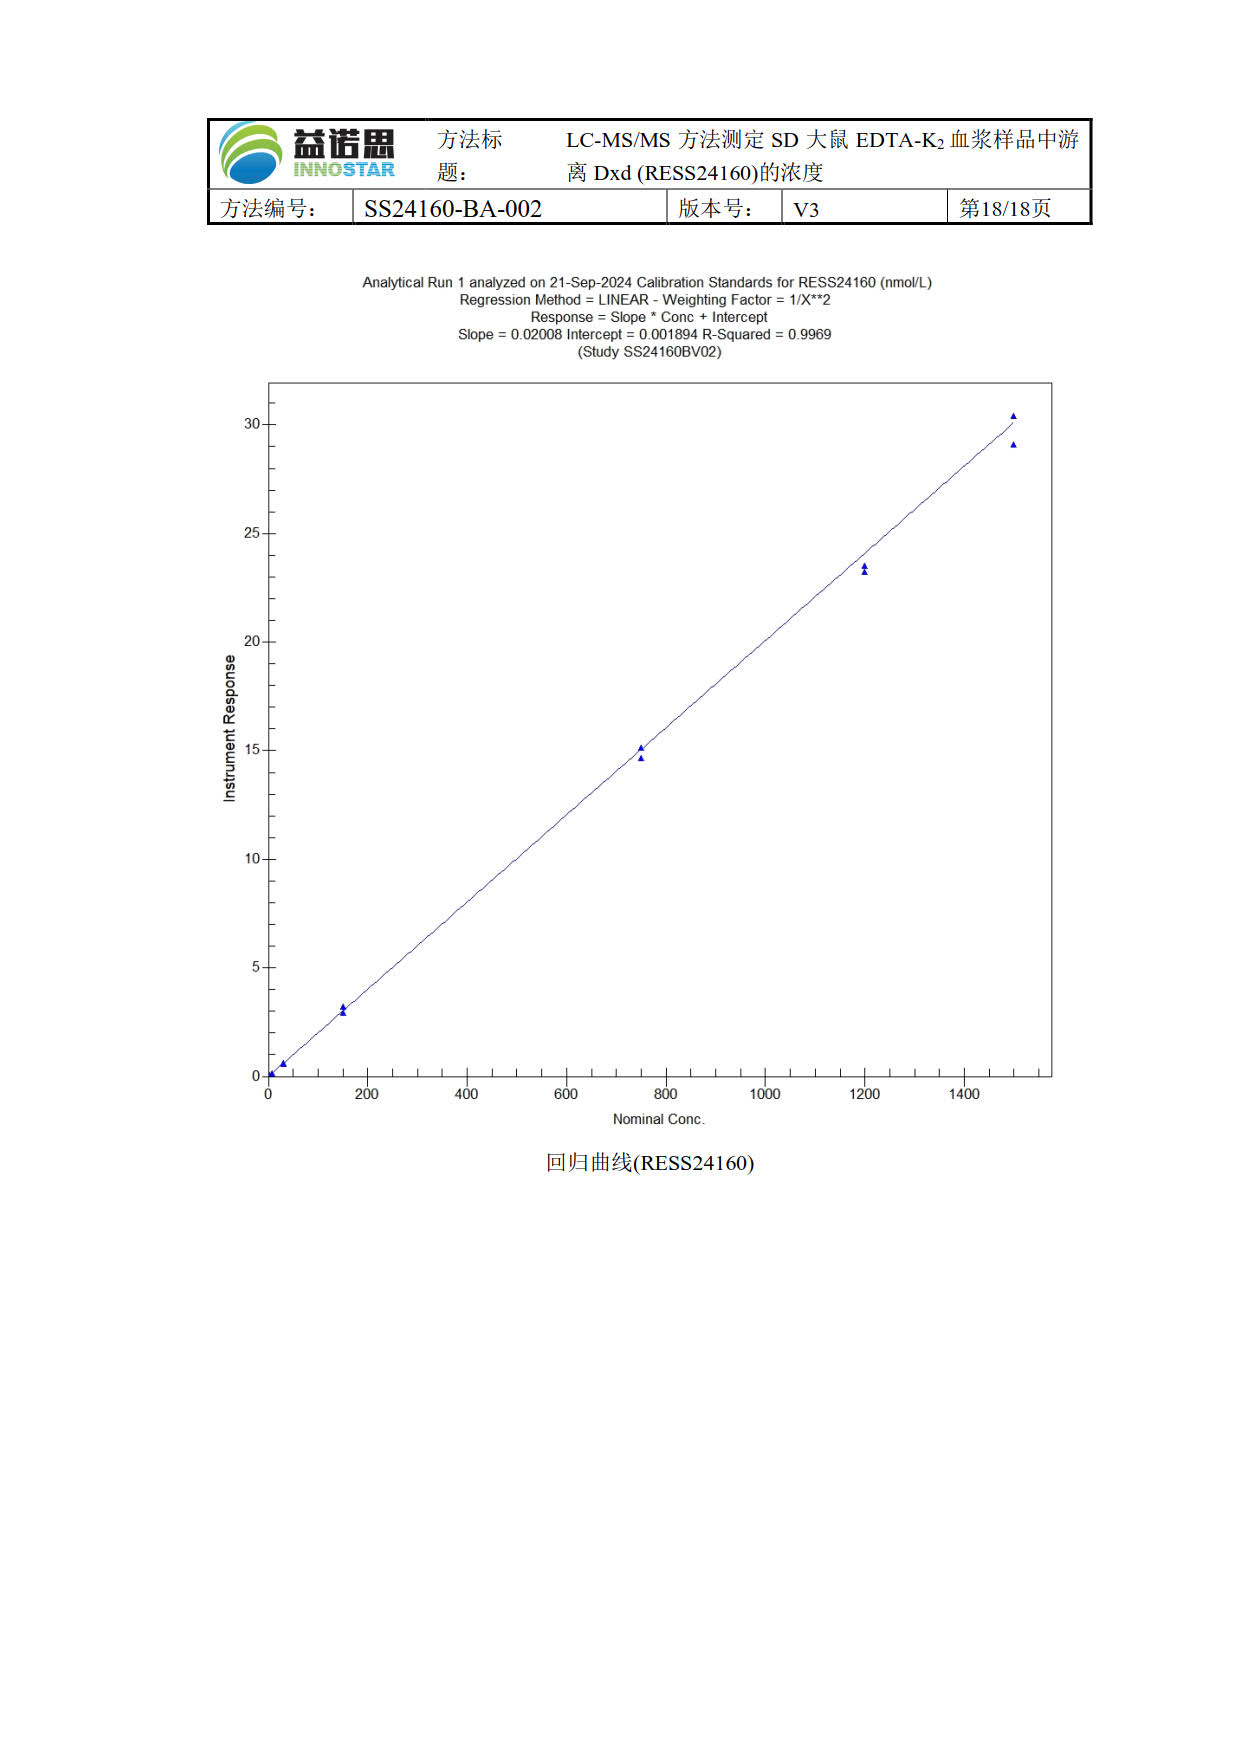 益诺思
INNOSTAR
方法标题：
LC-MS/MS 方法测定 SD 大鼠 EDTA-K2 血浆样品中游
离 Dxd (RESS24160)的浓度
方法编号： SS24160-BA-002 版本号： V3 第18/18页
Analytical Run 1 analyzed on 21-Sep-2024 Calibration Standards for RESS24160 (nmol/L)
Regression Method = LINEAR - Weighting Factor = 1/X**2
Response = Slope * Conc + Intercept
Slope = 0.02008 Intercept = 0.001894 R-Squared = 0.9969
(Study SS24160BV02)
Instrument Response
30
25
20
15
10
5
0
0 200 400 600 800 1000 1200 1400
Nominal Conc.
回归曲线(RESS24160)